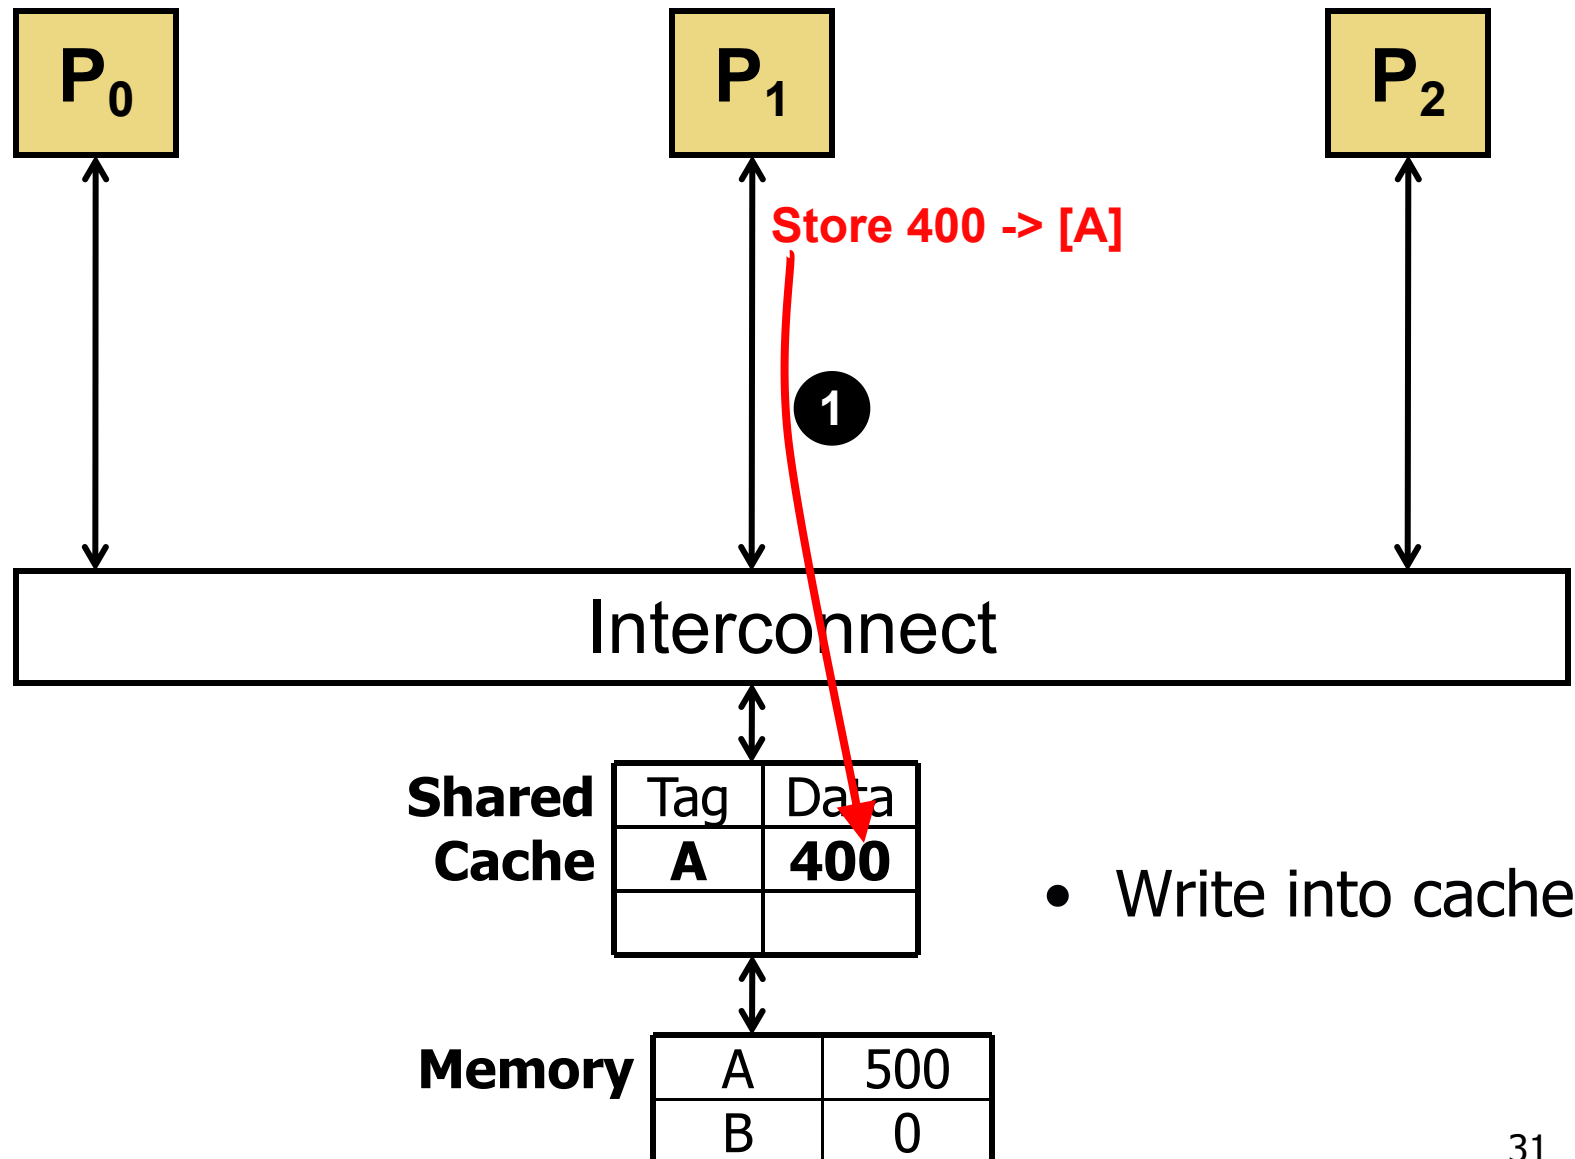 P0 P1 P2
Store 400 -> [A]
1
Interconnect
Shared Tag Data
Cache A 400
• Write into cache
Memory A 500
B 0
31